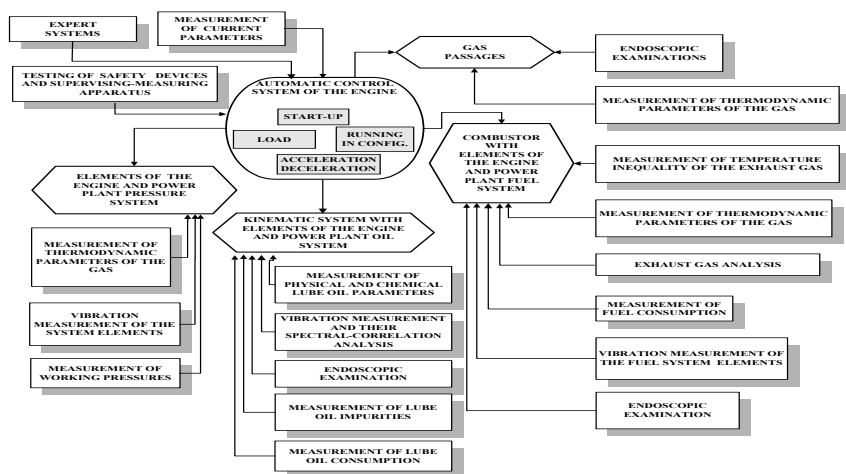 EXPERT
SYSTEMS
MEASUREMENT
OF CURRENT
PARAMETERS
TESTING OF SAFETY DEVICES
AND SUPERVISING-MEASURING
APPARATUS
AUTOMATIC CONTROL
SYSTEM OF THE ENGINE
START-UP
LOAD
RUNNING
IN CONFIG.
ACCELERATION
DECELERATION
GAS
PASSAGES
ENDOSCOPIC
EXAMINATIONS
MEASUREMENT OF THERMODYNAMIC
PARAMETERS OF THE GAS
COMBUSTOR
WITH
ELEMENTS OF
THE ENGINE
AND POWER
PLANT FUEL
SYSTEM
MEASUREMENT OF TEMPERATURE
INEQUALITY OF THE EXHAUST GAS
MEASUREMENT OF THERMODYNAMIC
PARAMETERS OF THE GAS
EXHAUST GAS ANALYSIS
MEASUREMENT OF
FUEL CONSUMPTION
VIBRATION MEASUREMENT OF
THE FUEL SYSTEM ELEMENTS
ENDOSCOPIC
EXAMINATION
ELEMENTS OF THE
ENGINE AND POWER
PLANT PRESSURE
SYSTEM
MEASUREMENT OF
THERMODYNAMIC
PARAMETERS OF THE GAS
VIBRATION
MEASUREMENT OF THE
SYSTEM ELEMENTS
MEASUREMENT OF
WORKING PRESSURES
KINEMATIC SYSTEM WITH
ELEMENTS OF THE ENGINE
AND POWER PLANT OIL
SYSTEM
MEASUREMENT OF
PHYSICAL AND CHEMICAL
LUBE OIL PARAMETERS
VIBRATION MEASUREMENT
AND THEIR
SPECTRAL-CORRELATION
ANALYSIS
ENDOSCOPIC
EXAMINATION
MEASUREMENT OF LUBE
OIL IMPURITIES
MEASUREMENT OF LUBE
OIL CONSUMPTION